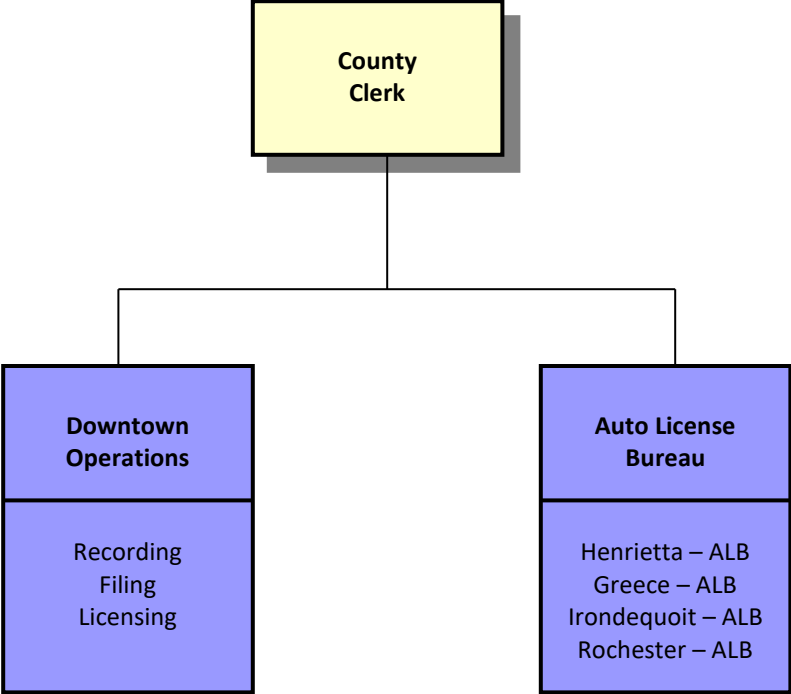 County
Clerk
Downtown
Operations
Recording
Filing
Licensing
Auto License
Bureau
Henrietta – ALB
Greece – ALB
Irondequoit – ALB
Rochester – ALB